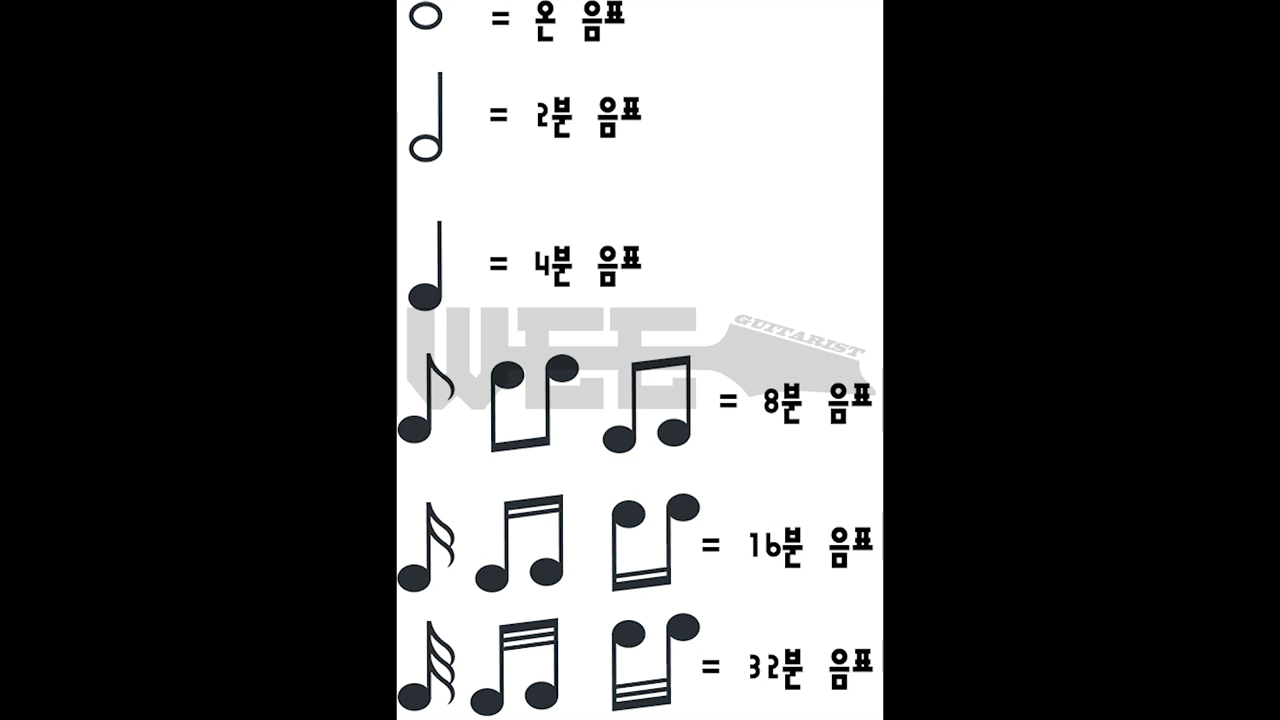 = 온 음표
= 2분 음표
= 4분 음표
WEE
GUITARIST
= 8분 음표
= 16분 음표
= 32분 음표